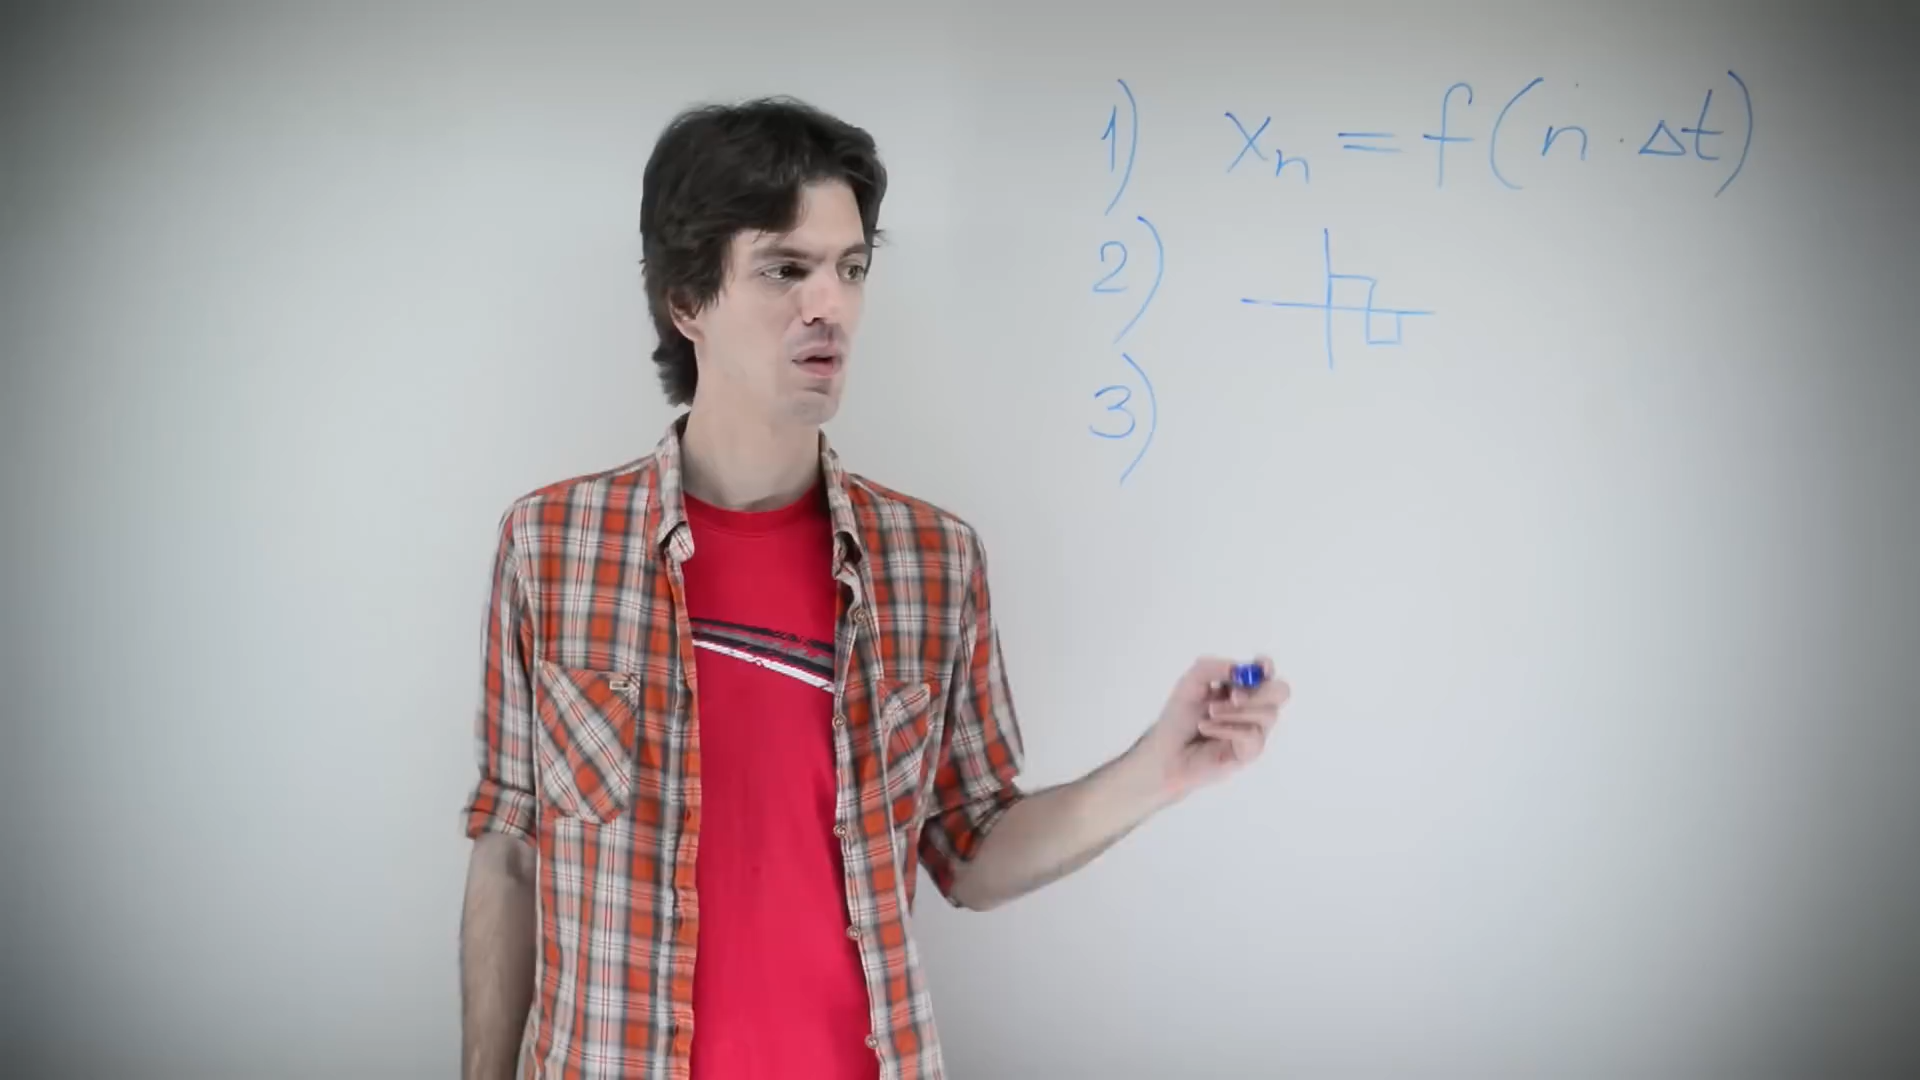 1) xₙ = f(n · Δt)
2)
3)